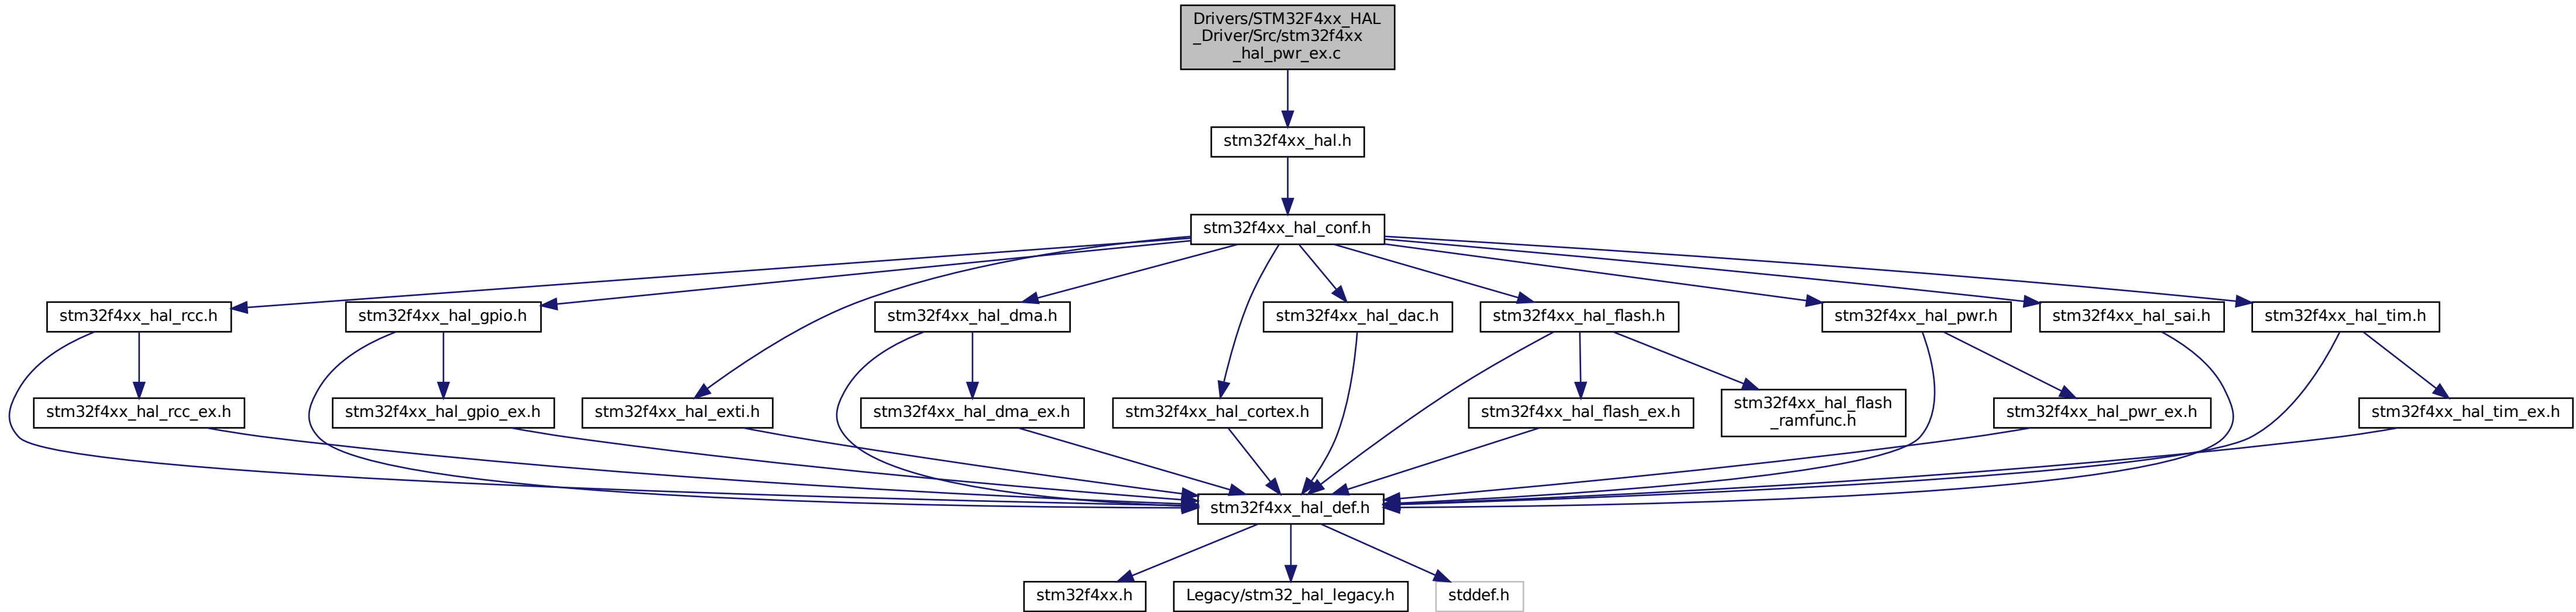 Drivers/STM32F4xx_HAL
_Driver/Src/stm32f4xx
_hal_pwr_ex.c
stm32f4xx_hal.h
stm32f4xx_hal_conf.h
stm32f4xx_hal_rcc.h
stm32f4xx_hal_gpio.h
stm32f4xx_hal_dma.h
stm32f4xx_hal_dac.h
stm32f4xx_hal_flash.h
stm32f4xx_hal_pwr.h
stm32f4xx_hal_sai.h
stm32f4xx_hal_tim.h
stm32f4xx_hal_rcc_ex.h
stm32f4xx_hal_gpio_ex.h
stm32f4xx_hal_exti.h
stm32f4xx_hal_dma_ex.h
stm32f4xx_hal_cortex.h
stm32f4xx_hal_flash_ex.h
stm32f4xx_hal_flash
_ramfunc.h
stm32f4xx_hal_pwr_ex.h
stm32f4xx_hal_tim_ex.h
stm32f4xx_hal_def.h
stm32f4xx.h
Legacy/stm32_hal_legacy.h
stddef.h